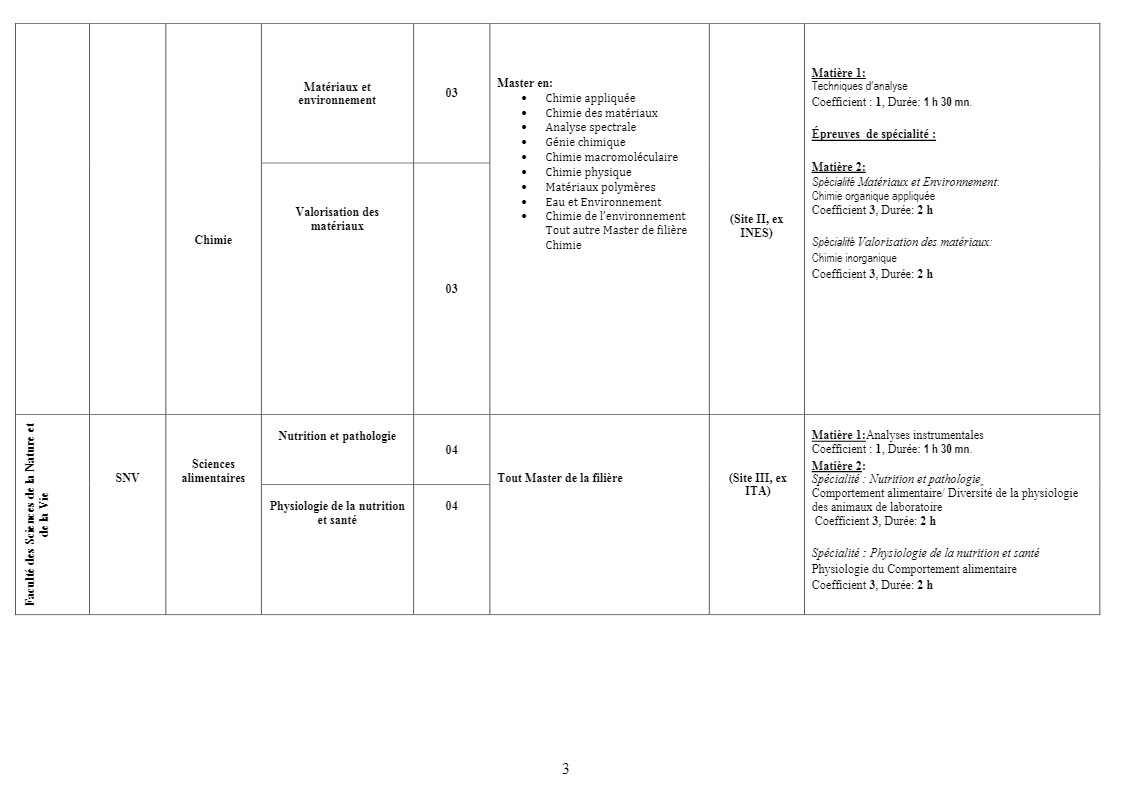 Chimie
Matériaux et
environnement
03
Valorisation des
matériaux
03
Master en:
• Chimie appliquée
• Chimie des matériaux
• Analyse spectrale
• Génie chimique
• Chimie macromoléculaire
• Chimie physique
• Matériaux polymères
• Eau et Environnement
• Chimie de l'environnement
Tout autre Master de filière
Chimie
(Site II, ex
INES)
Matière 1:
Techniques d'analyse
Coefficient : 1, Durée: 1 h 30 mn.
Épreuves de spécialité :
Matière 2:
Spécialité Matériaux et Environnement:
Chimie organique appliquée
Coefficient 3, Durée: 2 h
Spécialité Valorisation des matériaux:
Chimie inorganique
Coefficient 3, Durée: 2 h
Faculté des Sciences de la Nature et
de la Vie
SNV
Sciences
alimentaires
Nutrition et pathologie
04
Physiologie de la nutrition
et santé
04
Tout Master de la filière
(Site III, ex
ITA)
Matière 1:Analyses instrumentales
Coefficient : 1, Durée: 1 h 30 mn.
Matière 2:
Spécialité : Nutrition et pathologie
Comportement alimentaire/ Diversité de la physiologie
des animaux de laboratoire
Coefficient 3, Durée: 2 h
Spécialité : Physiologie de la nutrition et santé
Physiologie du Comportement alimentaire
Coefficient 3, Durée: 2 h
3